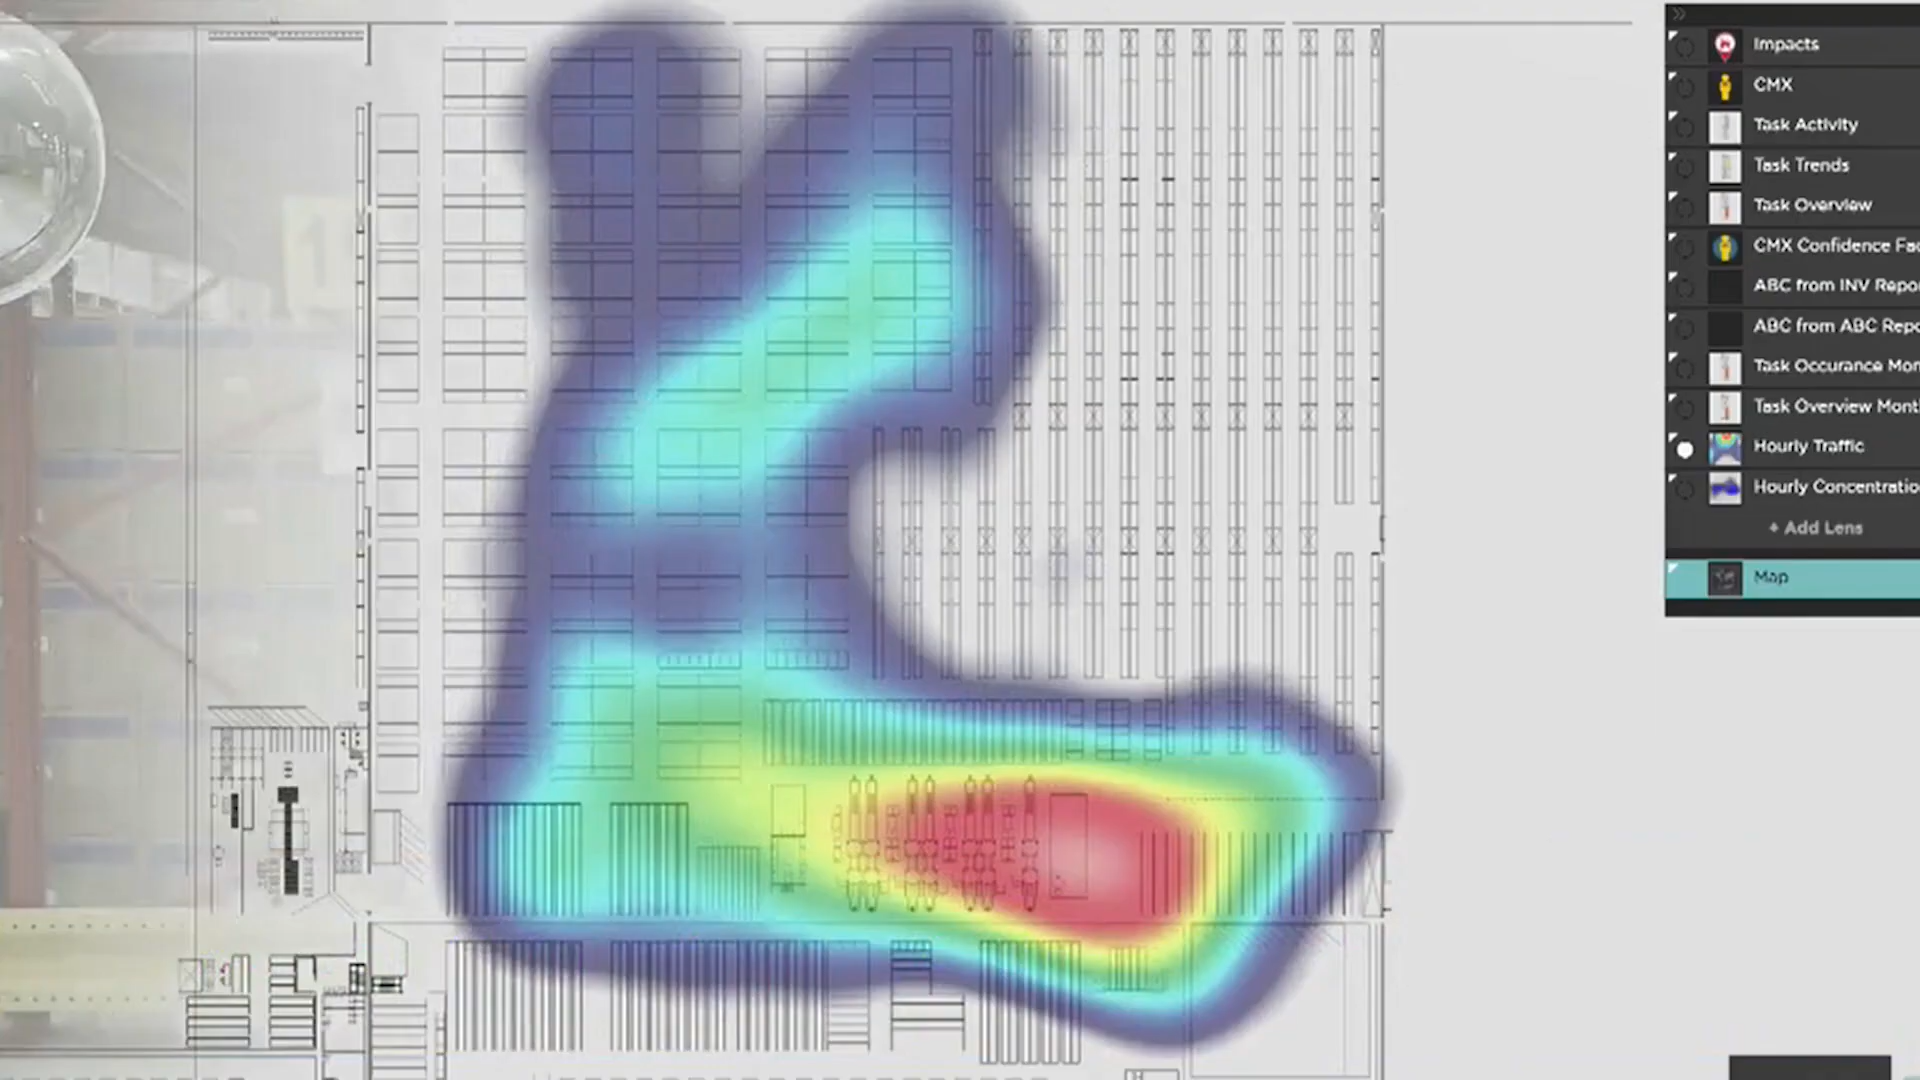 Impacts
CMX
Task Activity
Task Trends
Task Overview
CMX Confidence Fac
ABC from INV Repo
ABC from ABC Repo
Task Occurance Mon
Task Overview Mont
Hourly Traffic
Hourly Concentratio
+ Add Lens
Map